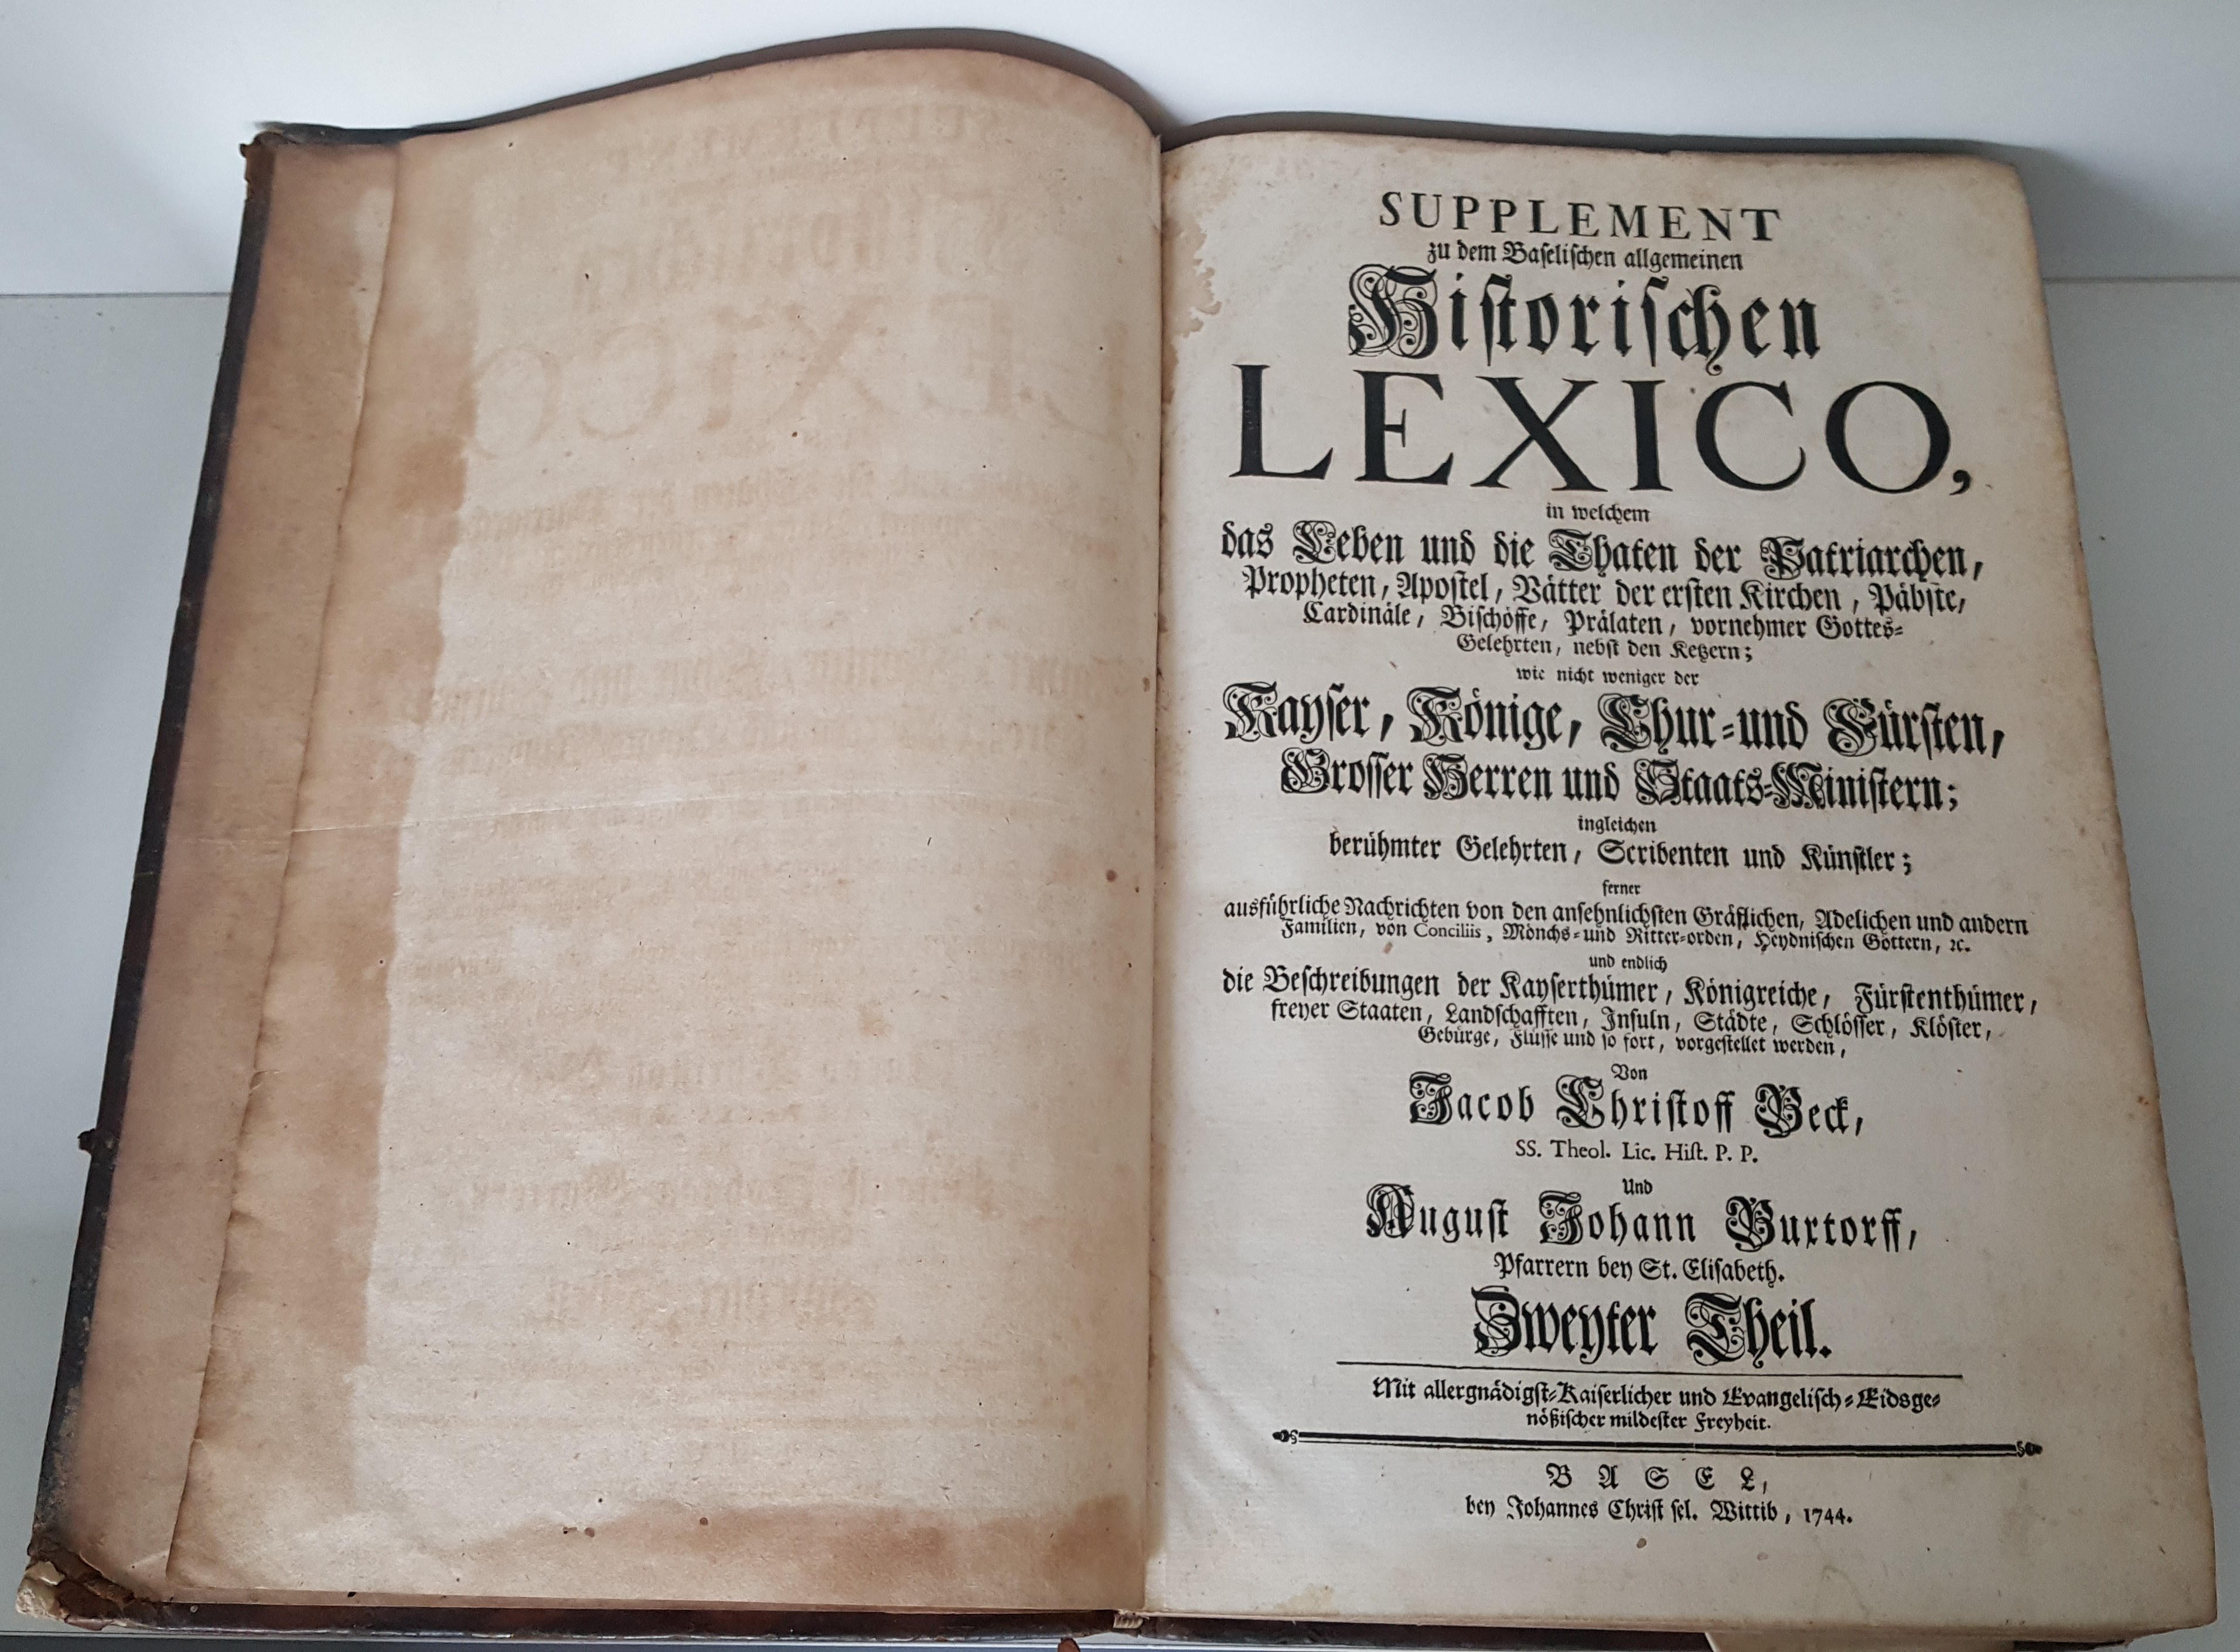 SUPPLEMENT
zu dem Baselischen allgemeinen
Historischen
LEXICO,
in welchem
das Leben und die Thaten der Patriarchen,
Propheten, Apostel, Vätter der ersten Kirchen, Päbste,
Cardinäle, Bischöffe, Prälaten, vornehmer Gottes=
Gelehrten, nebst den Ketzern;
wie nicht weniger der
Kayser, Könige, Chur=und Fürsten,
Grosser Herren und Staats=Ministern;
ingleichen
berühmter Gelehrten, Scribenten und Künstler;
ferner
ausführliche Nachrichten von den ansehnlichsten Gräflichen, Adelichen und andern
Familien, von Conciliis, Mönchs=und Ritter=orden, Heydnischen Göttern, ꝛc.
und endlich
die Beschreibungen der Kayserthümer, Königreiche, Fürstenthümer,
freyer Staaten, Landschafften, Insuln, Städte, Schlösser, Klöster,
Gebürge, Flüsse und so fort, vorgestellet werden,
Von
Jacob Christoff Beck,
SS. Theol. Lic. Hist. P. P.
Und
August Johann Buxtorff,
Pfarrern bey St. Elisabeth.
Zweyter Theil.
Mit allergnädigst=Kaiserlicher und Evangelisch=Eidsge=
nößischer mildester Freyheit.
BASEL,
bey Johannes Christ sel. Wittib, 1744.